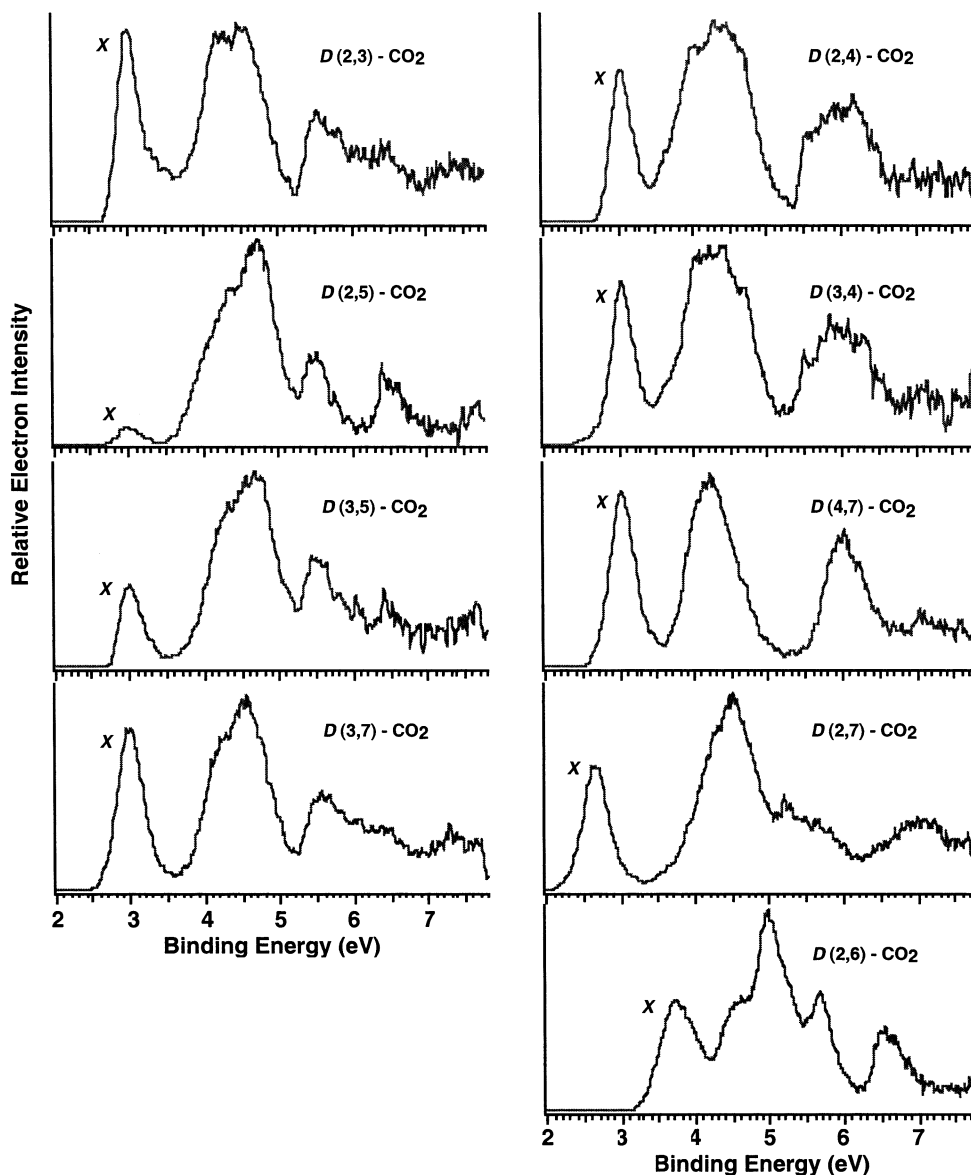 Relative Electron Intensity
X
D (2,3) - CO2
X
D (2,5) - CO2
X
D (3,5) - CO2
X
D (3,7) - CO2
2 3 4 5 6 7
Binding Energy (eV)
X
D (2,4) - CO2
X
D (3,4) - CO2
X
D (4,7) - CO2
X
D (2,7) - CO2
X
D (2,6) - CO2
2 3 4 5 6 7
Binding Energy (eV)